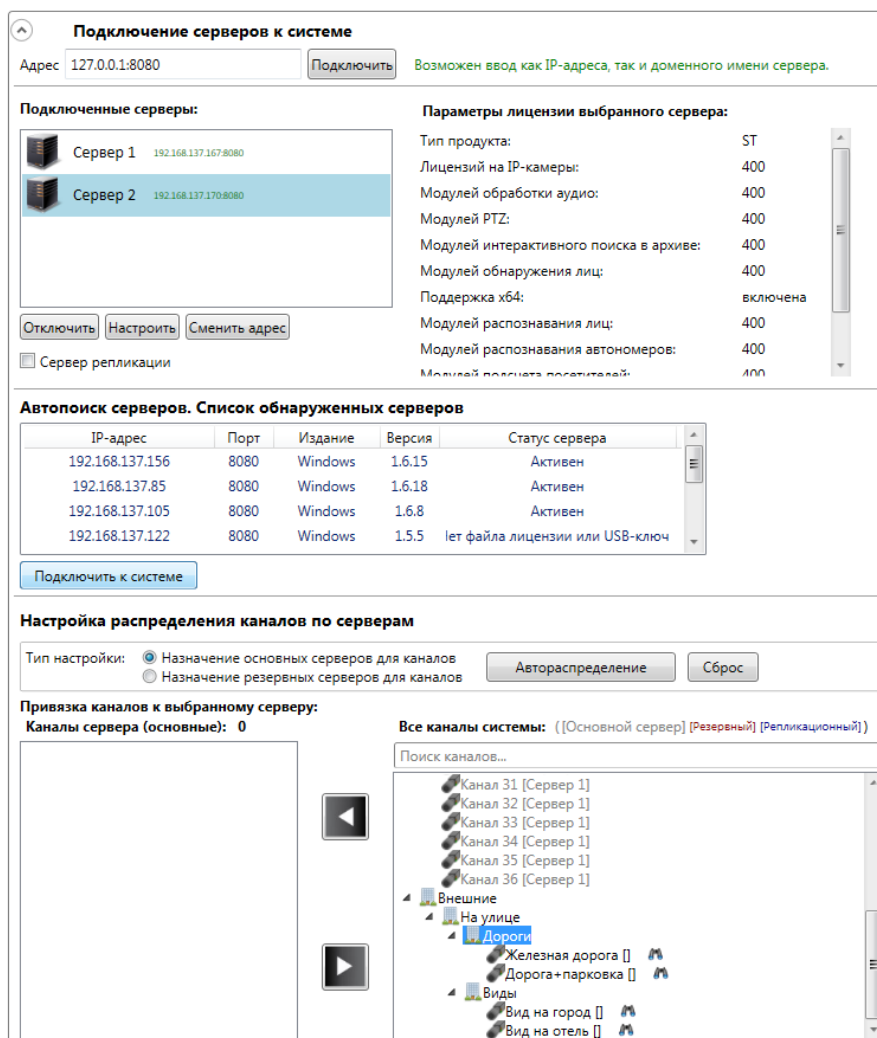 Подключение серверов к системе
Адрес 127.0.0.1:8080 Подключить Возможен ввод как IP-адреса, так и доменного имени сервера.
Подключенные серверы:
Сервер 1 192.168.137.167:8080
Сервер 2 192.168.137.170:8080
Отключить Настроить Сменить адрес
Сервер репликации
Параметры лицензии выбранного сервера:
Тип продукта: ST
Лицензий на IP-камеры: 400
Модулей обработки аудио: 400
Модулей PTZ: 400
Модулей интерактивного поиска в архиве: 400
Модулей обнаружения лиц: 400
Поддержка x64: включена
Модулей распознавания лиц: 400
Модулей распознавания автономеров: 400
Модулей подсчета посетителей: 400
Автопоиск серверов. Список обнаруженных серверов
IP-адрес Порт Издание Версия Статус сервера
192.168.137.156 8080 Windows 1.6.15 Активен
192.168.137.85 8080 Windows 1.6.18 Активен
192.168.137.105 8080 Windows 1.6.8 Активен
192.168.137.122 8080 Windows 1.5.5 файла лицензии или USB-ключ
Подключить к системе
Настройка распределения каналов по серверам
Тип настройки: Назначение основных серверов для каналов
Назначение резервных серверов для каналов
Автораспределение Сброс
Привязка каналов к выбранному серверу:
Каналы сервера (основные): 0
Все каналы системы: ([Основной сервер] [Резервный] [Репликационный])
Поиск каналов...
Канал 31 [Сервер 1]
Канал 32 [Сервер 1]
Канал 33 [Сервер 1]
Канал 34 [Сервер 1]
Канал 35 [Сервер 1]
Канал 36 [Сервер 1]
Внешние
На улице
Дороги
Железная дорога []
Дорога+парковка []
Виды
Вид на город []
Вид на отель []